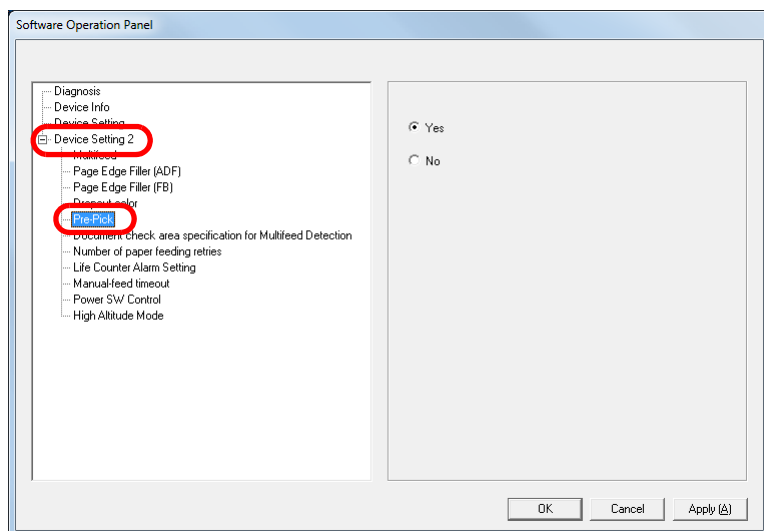 Software Operation Panel
Diagnosis
Device Info
Device Setting
Device Setting 2
Multifeed
Page Edge Filler (ADF)
Page Edge Filler (FB)
Dropout color
Pre-Pick
Document check area specification for Multifeed Detection
Number of paper feeding retries
Life Counter Alarm Setting
Manual-feed timeout
Power SW Control
High Altitude Mode
Yes
No
OK Cancel Apply (A)